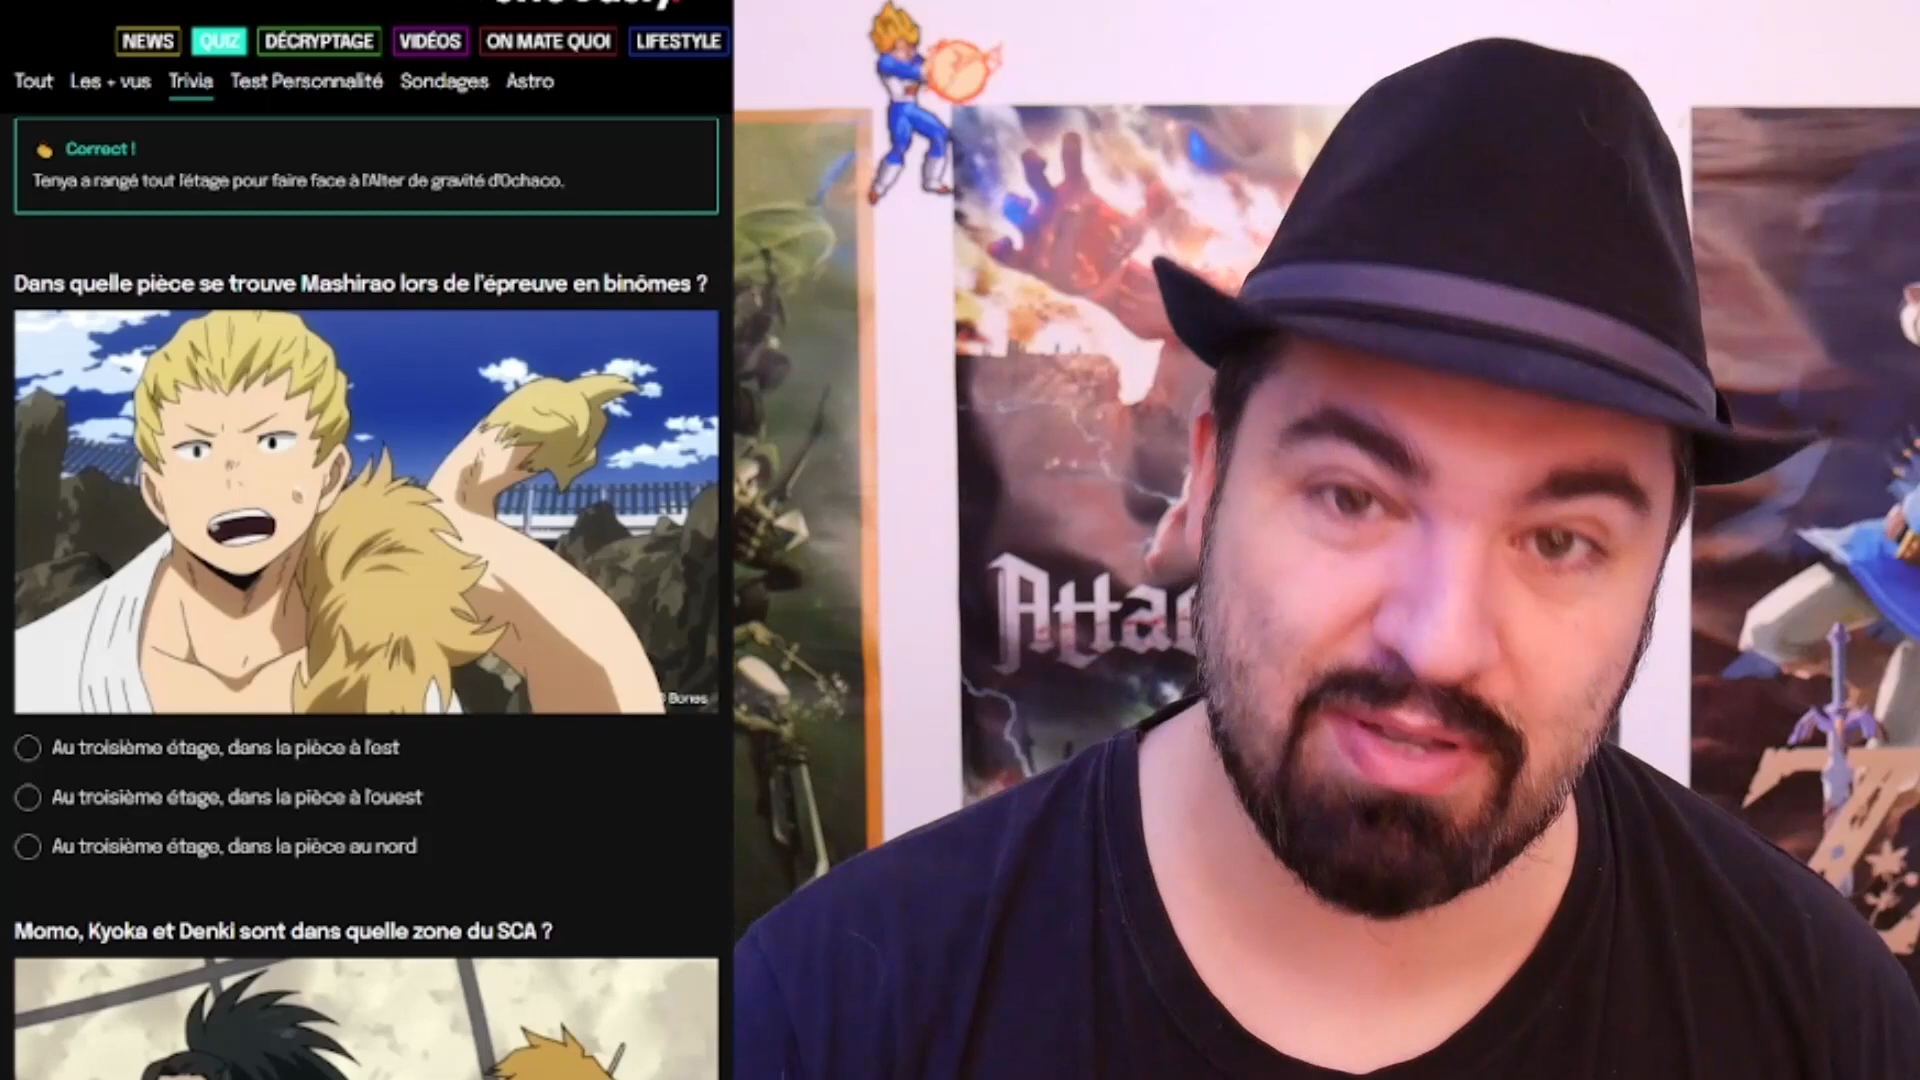 NEWS QUIZ DÉCRYPTAGE VIDÉOS ON MATE QUOI LIFESTYLE
Tout Les + vus Trivia Test Personnalité Sondages Astro
Correct !
Tenya a rangé tout l'étage pour faire face à l'Alter de gravité d'Ochaco.
Dans quelle pièce se trouve Mashirao lors de l'épreuve en binômes ?
Bones
Au troisième étage, dans la pièce à l'est
Au troisième étage, dans la pièce à l'ouest
Au troisième étage, dans la pièce au nord
Momo, Kyoka et Denki sont dans quelle zone du SCA ?
Attac